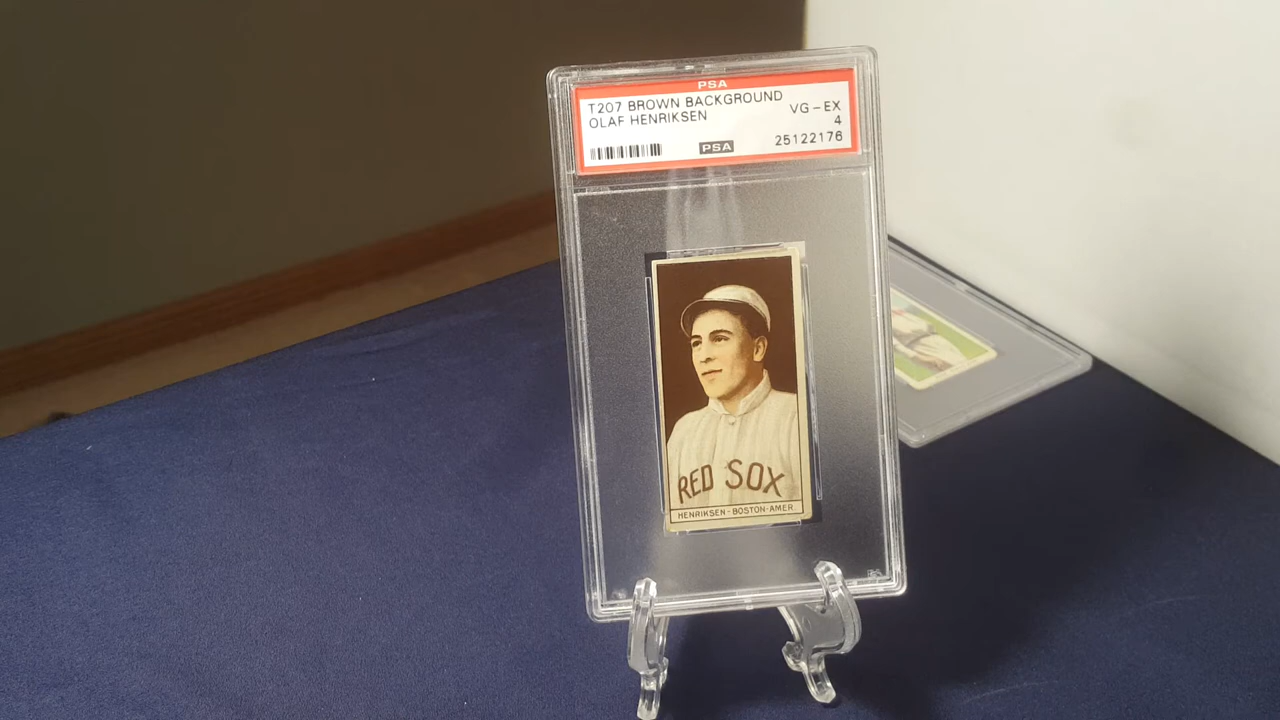 PSA
T207 BROWN BACKGROUND
OLAF HENRIKSEN
VG-EX
4
PSA
25122176
RED SOX
HENRIKSEN-BOSTON-AMER.